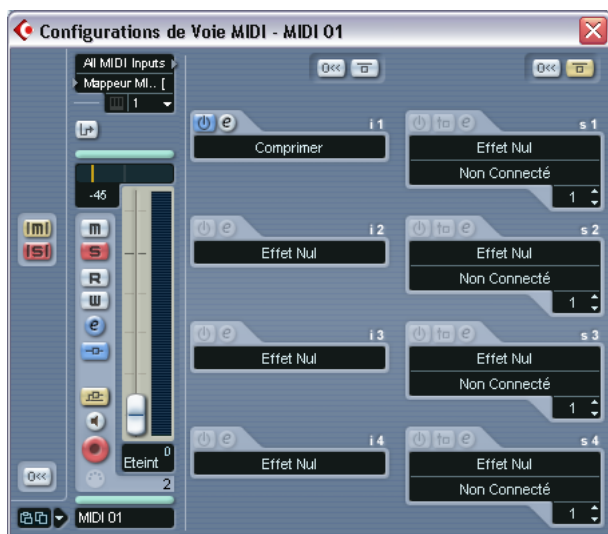 Configurations de Voie MIDI - MIDI 01
All MIDI Inputs
Mappeur MI.. [
1
-45
m
S
R
W
e
0
Eteint
2
MIDI 01
|m|
|S|
0<<
0<<
e
i 1
Comprimer
e
i 2
Effet Nul
e
i 3
Effet Nul
e
i 4
Effet Nul
0<<
e
s 1
Effet Nul
Non Connecté
1
e
s 2
Effet Nul
Non Connecté
1
e
s 3
Effet Nul
Non Connecté
1
e
s 4
Effet Nul
Non Connecté
1